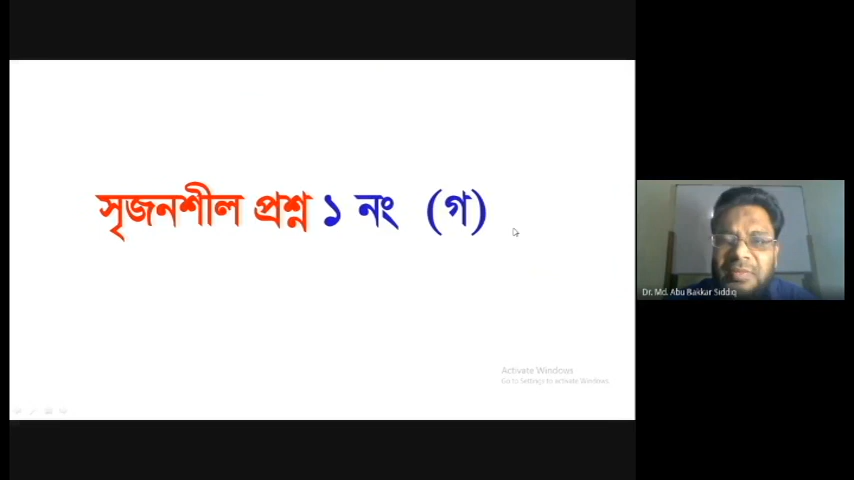 সৃজনশীল প্রশ্ন ১ নং (গ)
Dr. Md. Abu Bakkar Siddiq
Activate Windows
Go to Settings to activate Windows.